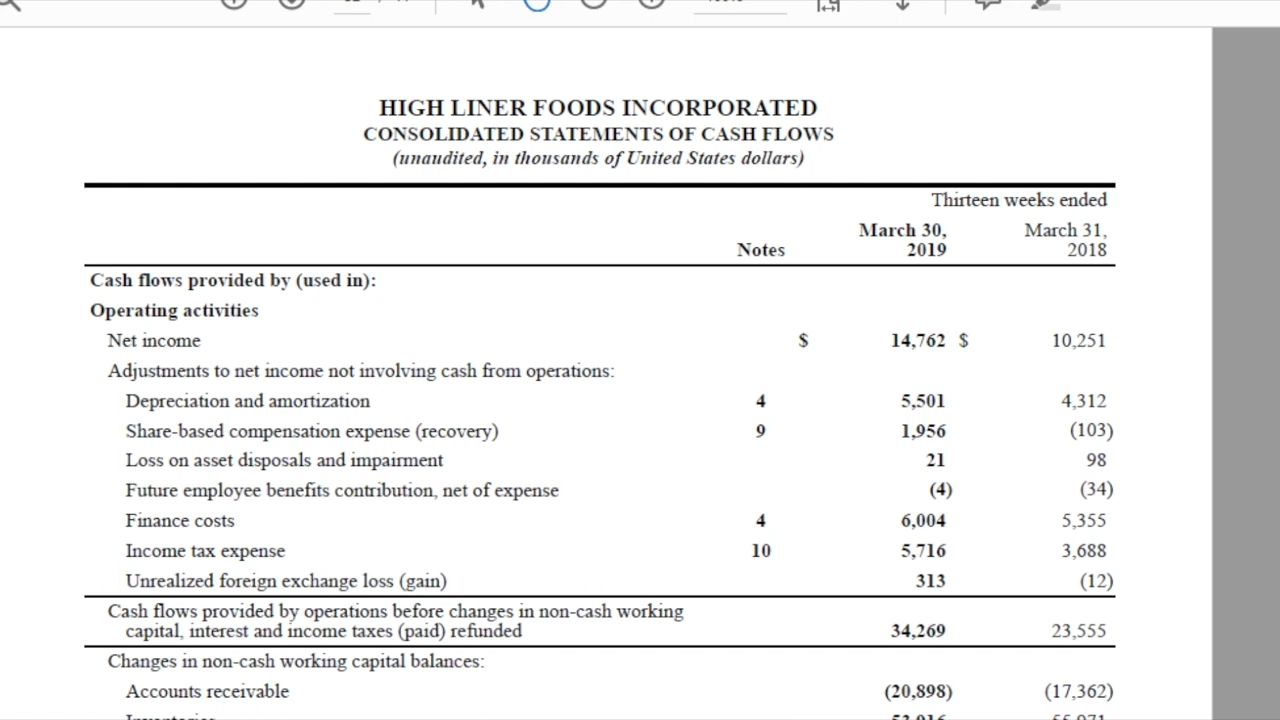 HIGH LINER FOODS INCORPORATED
CONSOLIDATED STATEMENTS OF CASH FLOWS
(unaudited, in thousands of United States dollars)
Thirteen weeks ended
March 30, March 31,
Notes 2019 2018
Cash flows provided by (used in):
Operating activities
Net income $ 14,762 $ 10,251
Adjustments to net income not involving cash from operations:
Depreciation and amortization 4 5,501 4,312
Share-based compensation expense (recovery) 9 1,956 (103)
Loss on asset disposals and impairment 21 98
Future employee benefits contribution, net of expense (4) (34)
Finance costs 4 6,004 5,355
Income tax expense 10 5,716 3,688
Unrealized foreign exchange loss (gain) 313 (12)
Cash flows provided by operations before changes in non-cash working
capital, interest and income taxes (paid) refunded 34,269 23,555
Changes in non-cash working capital balances:
Accounts receivable (20,898) (17,362)